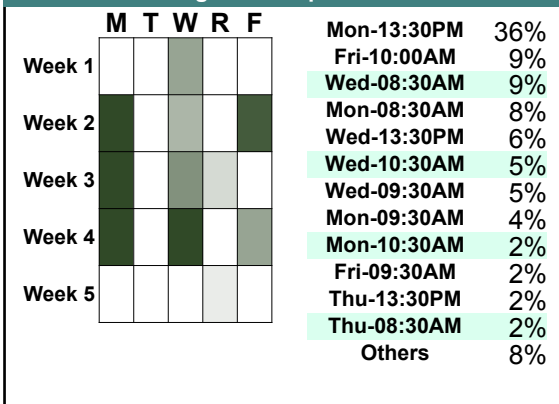 M T W R F
Week 1
Week 2
Week 3
Week 4
Week 5
Mon-13:30PM 36%
Fri-10:00AM 9%
Wed-08:30AM 9%
Mon-08:30AM 8%
Wed-13:30PM 6%
Wed-10:30AM 5%
Wed-09:30AM 5%
Mon-09:30AM 4%
Mon-10:30AM 2%
Fri-09:30AM 2%
Thu-13:30PM 2%
Thu-08:30AM 2%
Others 8%